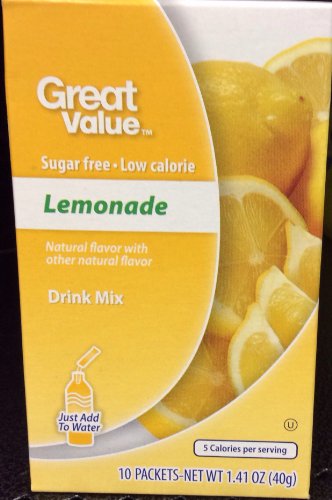 Great
Value™
Sugar free • Low calorie
Lemonade
Natural flavor with
other natural flavor
Drink Mix
Just Add
To Water
U
5 Calories per serving
10 PACKETS-NET WT 1.41 OZ (40g)